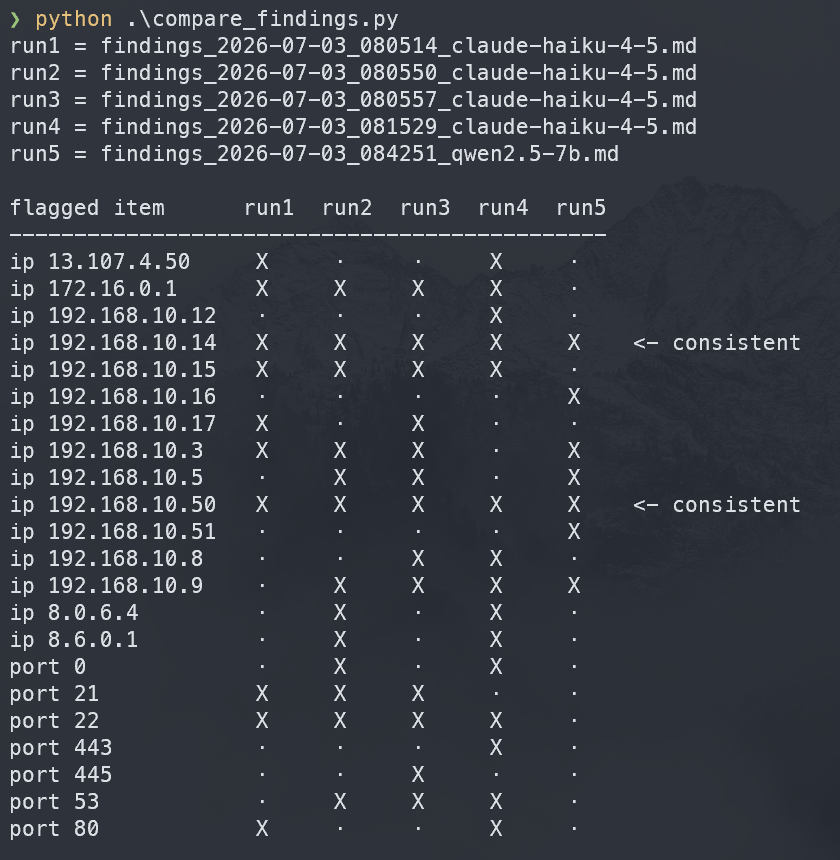 ❯ python .\compare_findings.py
run1 = findings_2026-07-03_080514_claude-haiku-4-5.md
run2 = findings_2026-07-03_080550_claude-haiku-4-5.md
run3 = findings_2026-07-03_080557_claude-haiku-4-5.md
run4 = findings_2026-07-03_081529_claude-haiku-4-5.md
run5 = findings_2026-07-03_084251_qwen2.5-7b.md
flagged item run1 run2 run3 run4 run5
----------------------------------------------
ip 13.107.4.50 X · · X ·
ip 172.16.0.1 X X X X ·
ip 192.168.10.12 · · · X ·
ip 192.168.10.14 X X X X X <- consistent
ip 192.168.10.15 X X X X ·
ip 192.168.10.16 · · · · X
ip 192.168.10.17 X · X · ·
ip 192.168.10.3 X X X · X
ip 192.168.10.5 · X X · X
ip 192.168.10.50 X X X X X <- consistent
ip 192.168.10.51 · · · · X
ip 192.168.10.8 · · X X ·
ip 192.168.10.9 · X X X X
ip 8.0.6.4 · X · X ·
ip 8.6.0.1 · X · X ·
port 0 · X · X ·
port 21 X X X · ·
port 22 X X X X ·
port 443 · · · X ·
port 445 · · X · ·
port 53 · X X X ·
port 80 X · · X ·